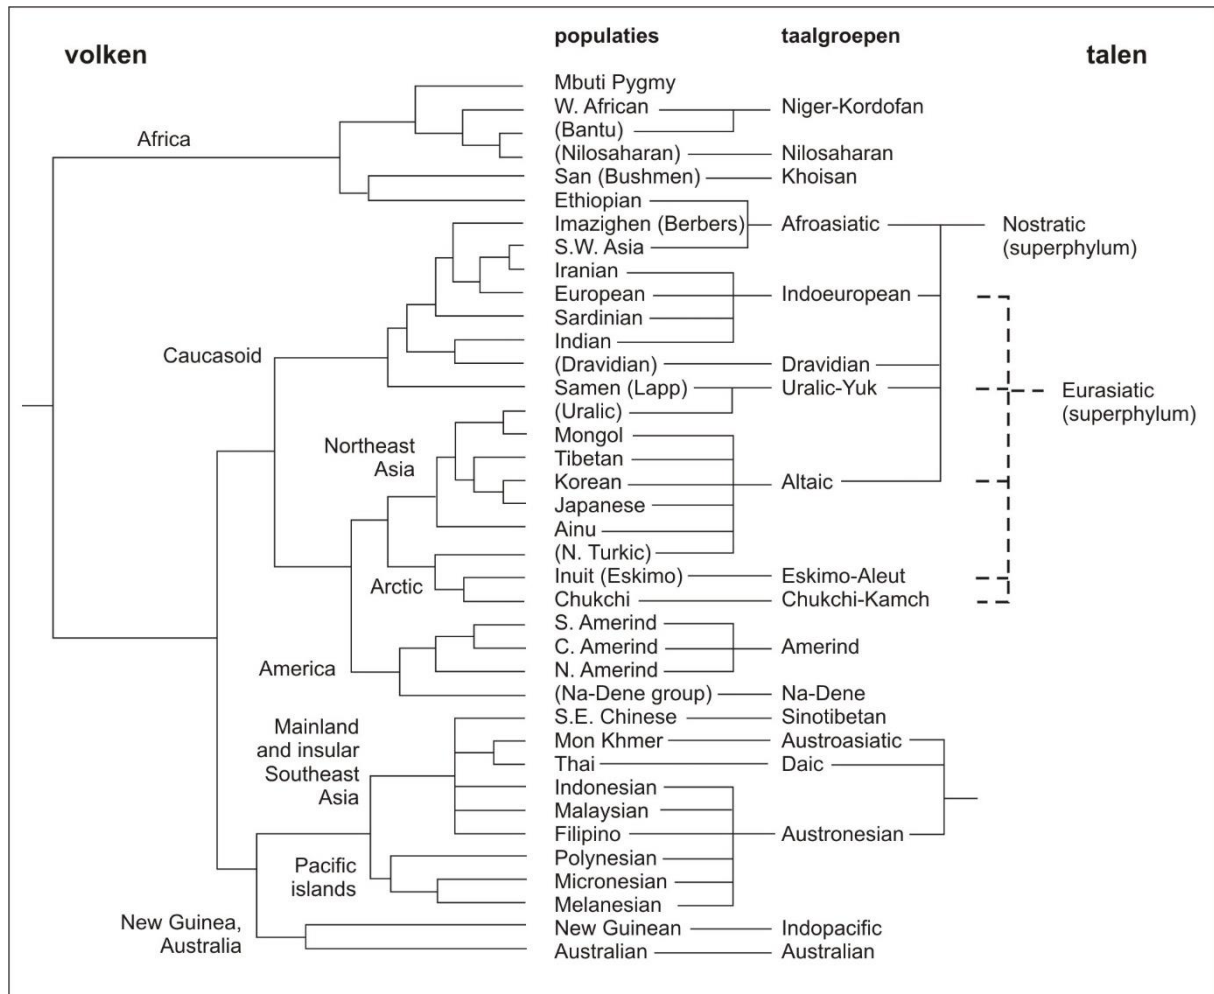 volken populaties taalgroepen talen
Mbuti Pygmy
W. African Niger-Kordofan
Africa (Bantu)
(Nilosaharan) Nilosaharan
San (Bushmen) Khoisan
Ethiopian
Imazighen (Berbers) Afroasiatic Nostratic
(superphylum)
S.W. Asia
Iranian
European Indoeuropean
Sardinian
Indian
Caucasoid
(Dravidian) Dravidian
Samen (Lapp) Uralic-Yuk Eurasiatic
(superphylum)
(Uralic)
Northeast
Asia
Mongol
Tibetan
Korean Altaic
Japanese
Ainu
(N. Turkic)
Arctic
Inuit (Eskimo) Eskimo-Aleut
Chukchi Chukchi-Kamch
S. Amerind
C. Amerind Amerind
America
N. Amerind
(Na-Dene group) Na-Dene
Mainland
and insular
Southeast
Asia
S.E. Chinese Sinotibetan
Mon Khmer Austroasiatic
Thai Daic
Indonesian
Malaysian
Filipino Austronesian
Pacific
islands
Polynesian
Micronesian
Melanesian
New Guinea,
Australia
New Guinean Indopacific
Australian Australian